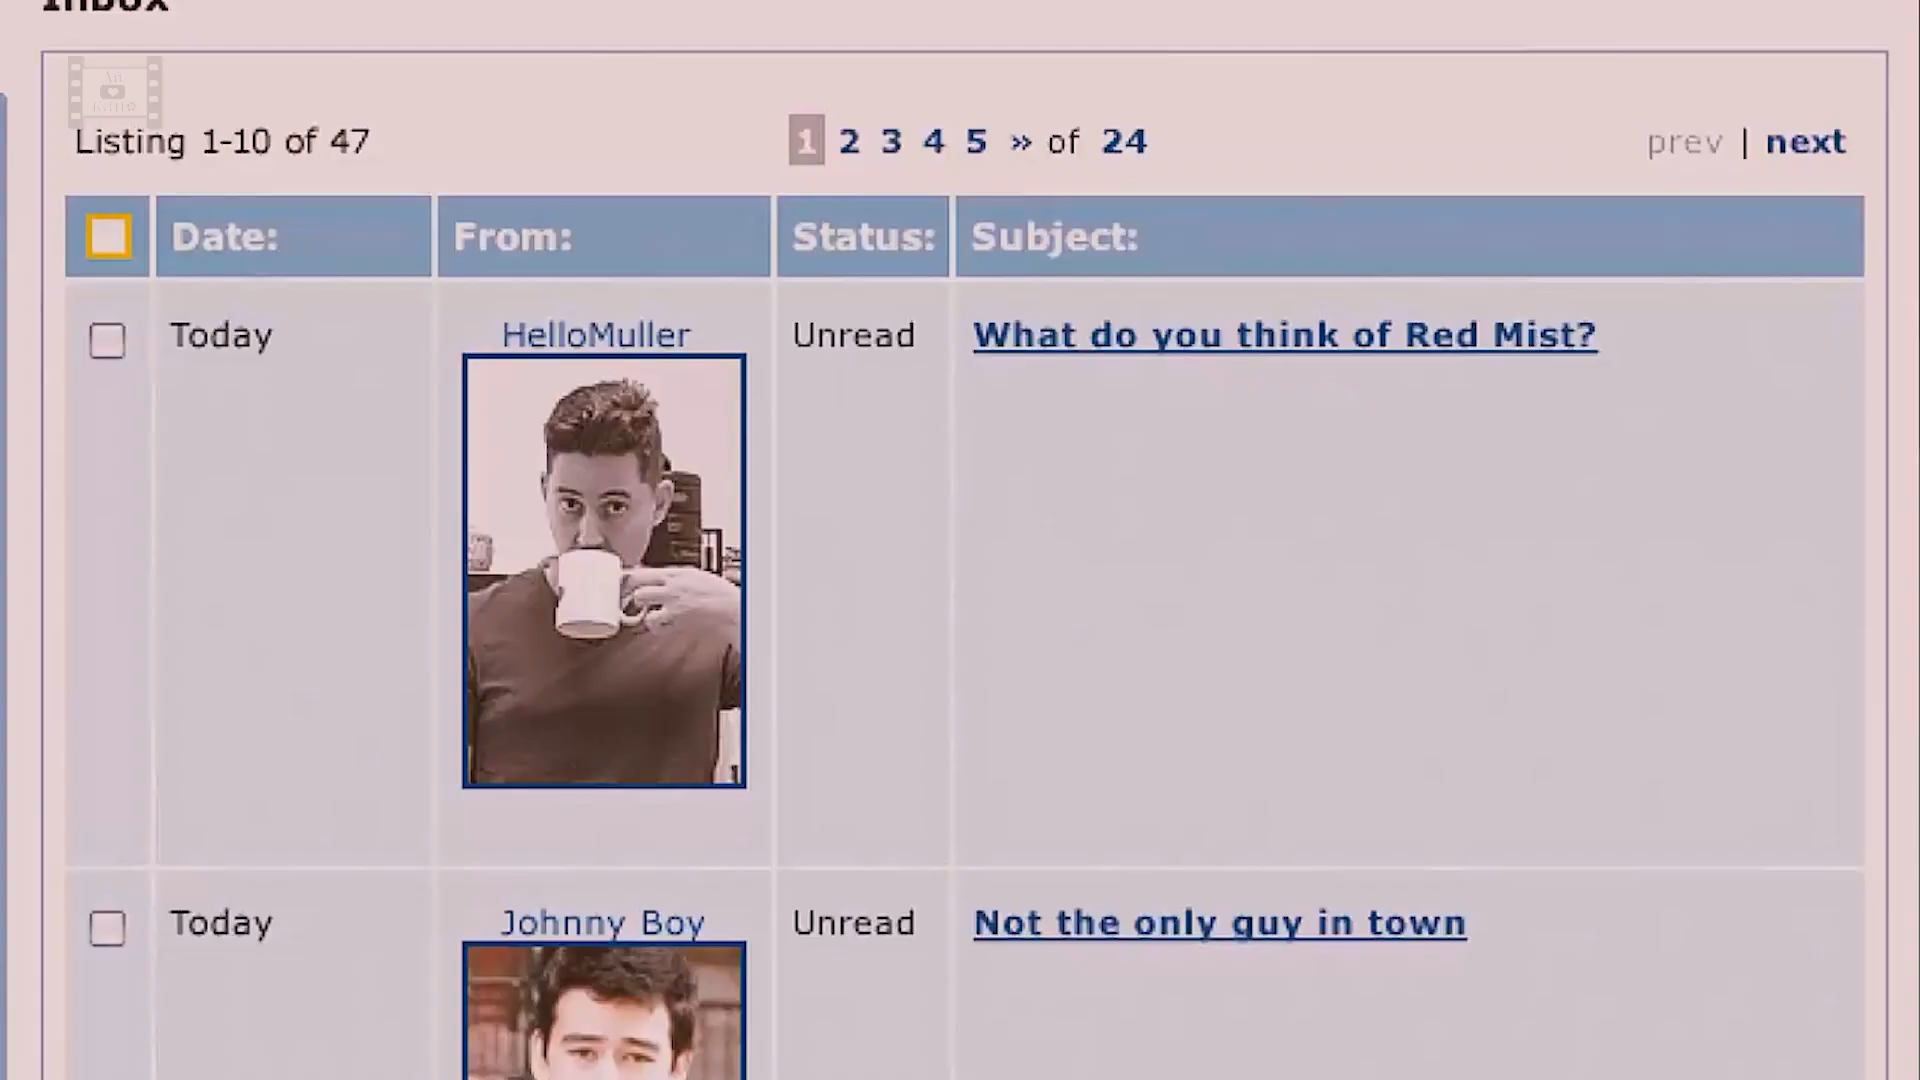 Inbox
Listing 1-10 of 47
1 2 3 4 5 » of 24
prev | next
Date: From: Status: Subject:
Today HelloMuller Unread What do you think of Red Mist?
Today Johnny Boy Unread Not the only guy in town